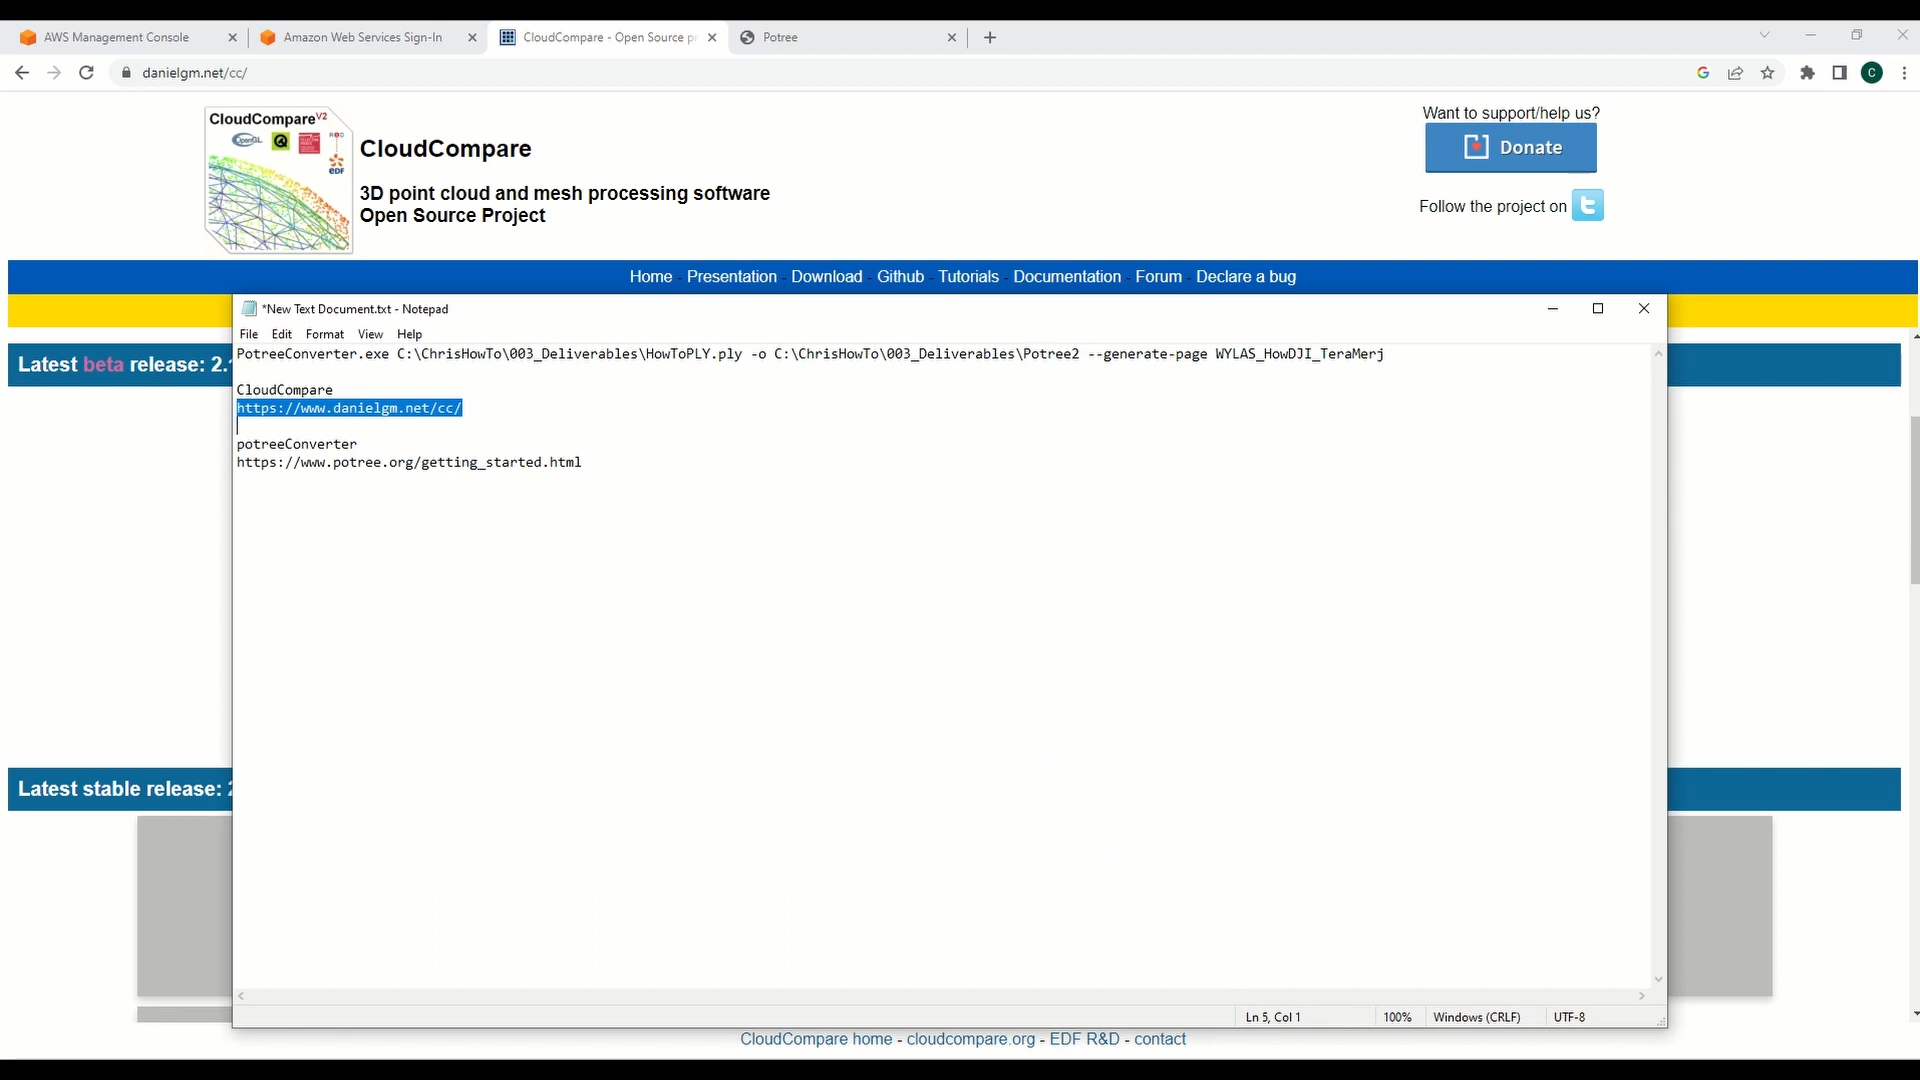 AWS Management Console
Amazon Web Services Sign-In
CloudCompare - Open Source pr
Potree
danielgm.net/cc/
C
CloudCompareV2
OpenGL
EDF
CloudCompare
3D point cloud and mesh processing software
Open Source Project
Want to support/help us?
Donate
Follow the project on
Home - Presentation - Download - Github - Tutorials - Documentation - Forum - Declare a bug
*New Text Document.txt - Notepad
File Edit Format View Help
Latest beta release: 2.
PotreeConverter.exe C:\ChrisHowTo\003_Deliverables\HowToPLY.ply -o C:\ChrisHowTo\003_Deliverables\Potree2 --generate-page WYLAS_HowDJI_TeraMerj
CloudCompare
https://www.danielgm.net/cc/
potreeConverter
https://www.potree.org/getting_started.html
Latest stable release: 2
Ln 5, Col 1
100%
Windows (CRLF)
UTF-8
CloudCompare home - cloudcompare.org - EDF R&D - contact